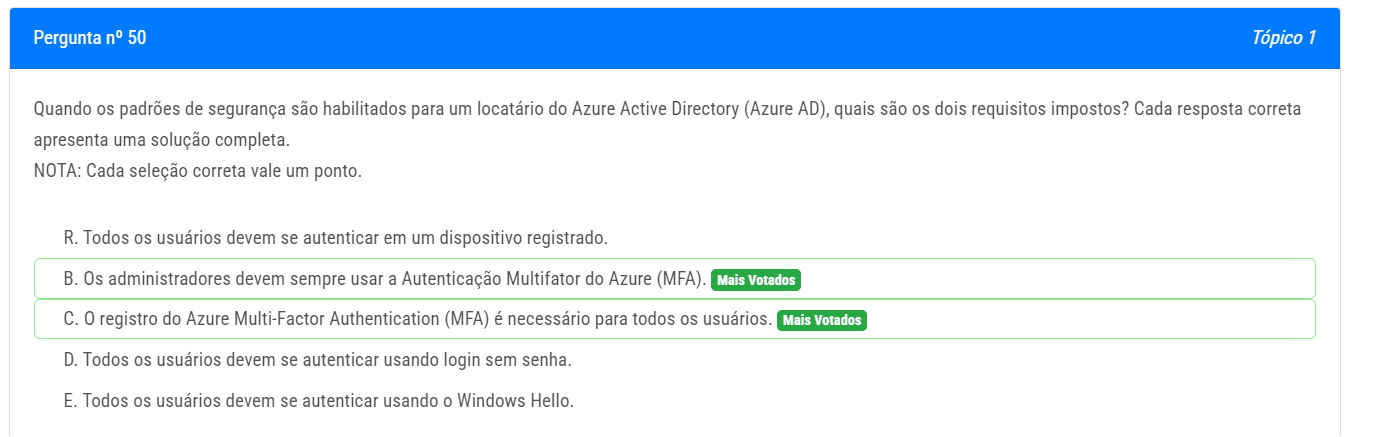 Pergunta nº 50
Tópico 1
Quando os padrões de segurança são habilitados para um locatário do Azure Active Directory (Azure AD), quais são os dois requisitos impostos? Cada resposta correta
apresenta uma solução completa.
NOTA: Cada seleção correta vale um ponto.
R. Todos os usuários devem se autenticar em um dispositivo registrado.
B. Os administradores devem sempre usar a Autenticação Multifator do Azure (MFA). Mais Votados
C. O registro do Azure Multi-Factor Authentication (MFA) é necessário para todos os usuários. Mais Votados
D. Todos os usuários devem se autenticar usando login sem senha.
E. Todos os usuários devem se autenticar usando o Windows Hello.